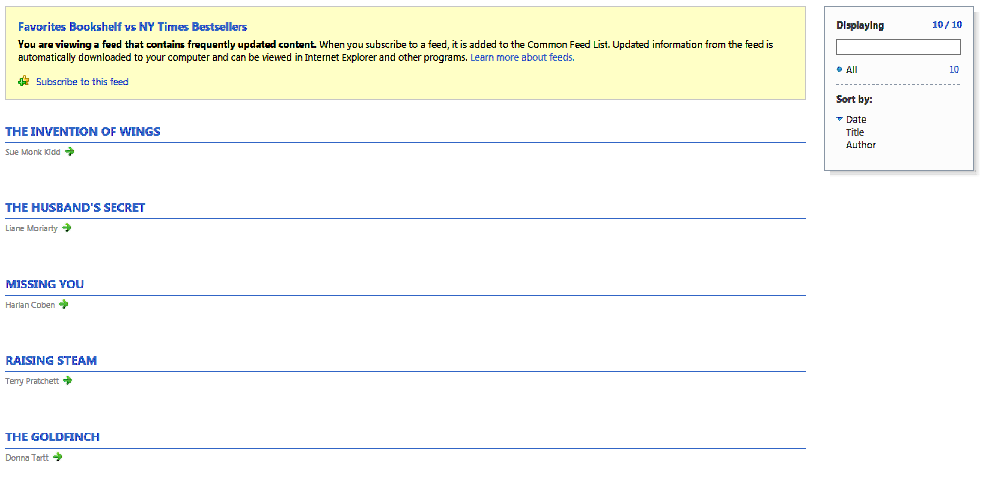 Favorites Bookshelf vs NY Times Bestsellers
You are viewing a feed that contains frequently updated content. When you subscribe to a feed, it is added to the Common Feed List. Updated information from the feed is
automatically downloaded to your computer and can be viewed in Internet Explorer and other programs. Learn more about feeds.
Subscribe to this feed
THE INVENTION OF WINGS
Sue Monk Kidd
THE HUSBAND'S SECRET
Liane Moriarty
MISSING YOU
Harlan Coben
RAISING STEAM
Terry Pratchett
THE GOLDFINCH
Donna Tartt
Displaying 10 / 10
All 10
Sort by:
Date
Title
Author